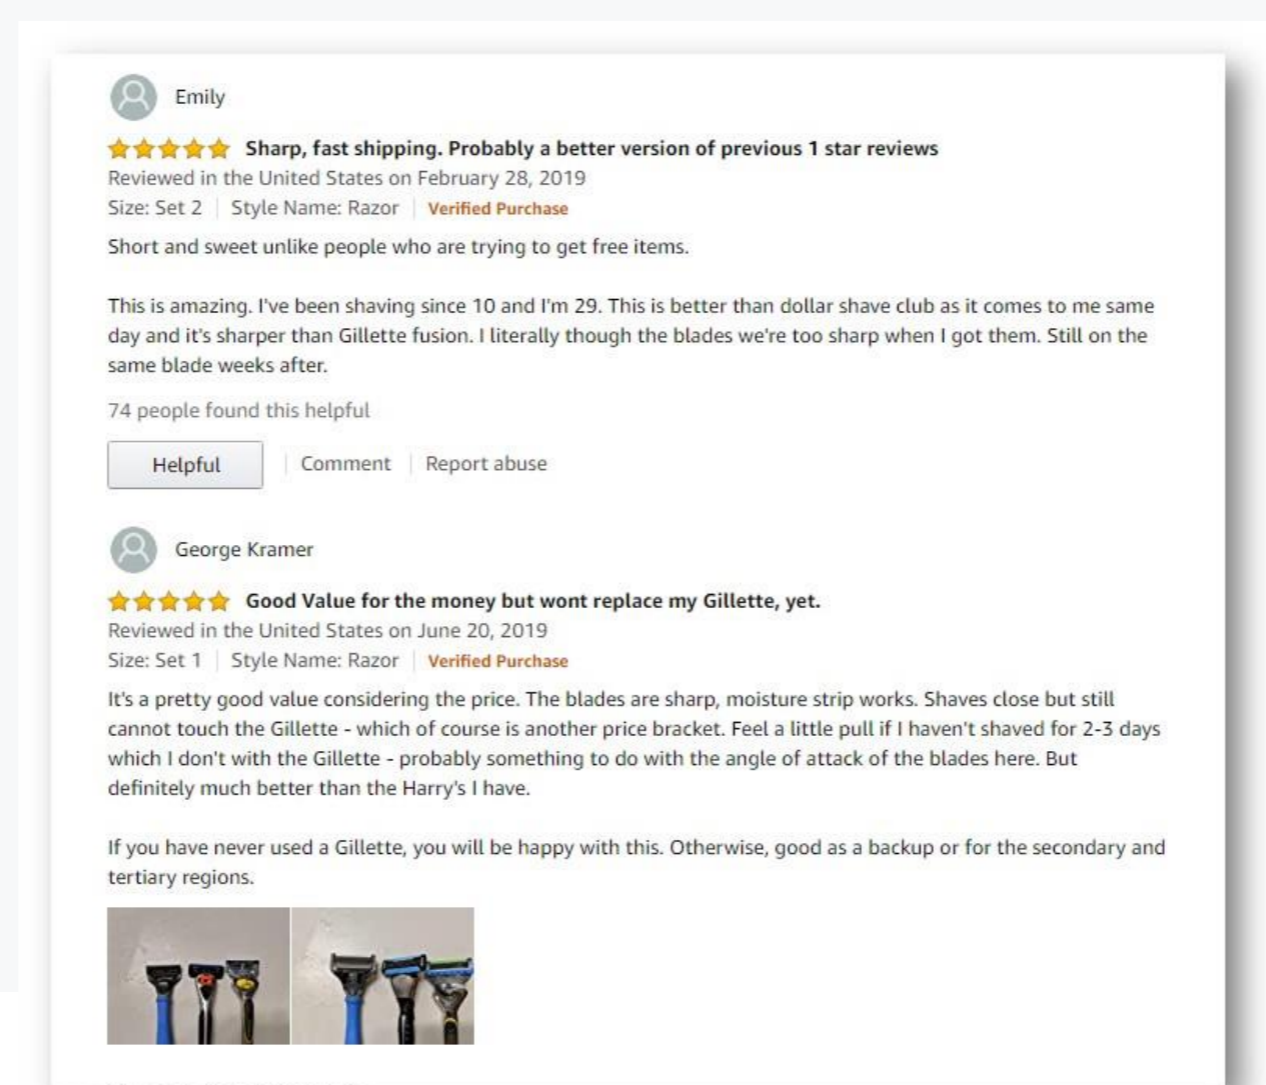 Emily
Sharp, fast shipping. Probably a better version of previous 1 star reviews
Reviewed in the United States on February 28, 2019
Size: Set 2 | Style Name: Razor | Verified Purchase
Short and sweet unlike people who are trying to get free items.
This is amazing. I've been shaving since 10 and I'm 29. This is better than dollar shave club as it comes to me same
day and it's sharper than Gillette fusion. I literally though the blades we're too sharp when I got them. Still on the
same blade weeks after.
74 people found this helpful
Helpful | Comment | Report abuse
George Kramer
Good Value for the money but wont replace my Gillette, yet.
Reviewed in the United States on June 20, 2019
Size: Set 1 | Style Name: Razor | Verified Purchase
It's a pretty good value considering the price. The blades are sharp, moisture strip works. Shaves close but still
cannot touch the Gillette - which of course is another price bracket. Feel a little pull if I haven't shaved for 2-3 days
which I don't with the Gillette - probably something to do with the angle of attack of the blades here. But
definitely much better than the Harry's I have.
If you have never used a Gillette, you will be happy with this. Otherwise, good as a backup or for the secondary and
tertiary regions.